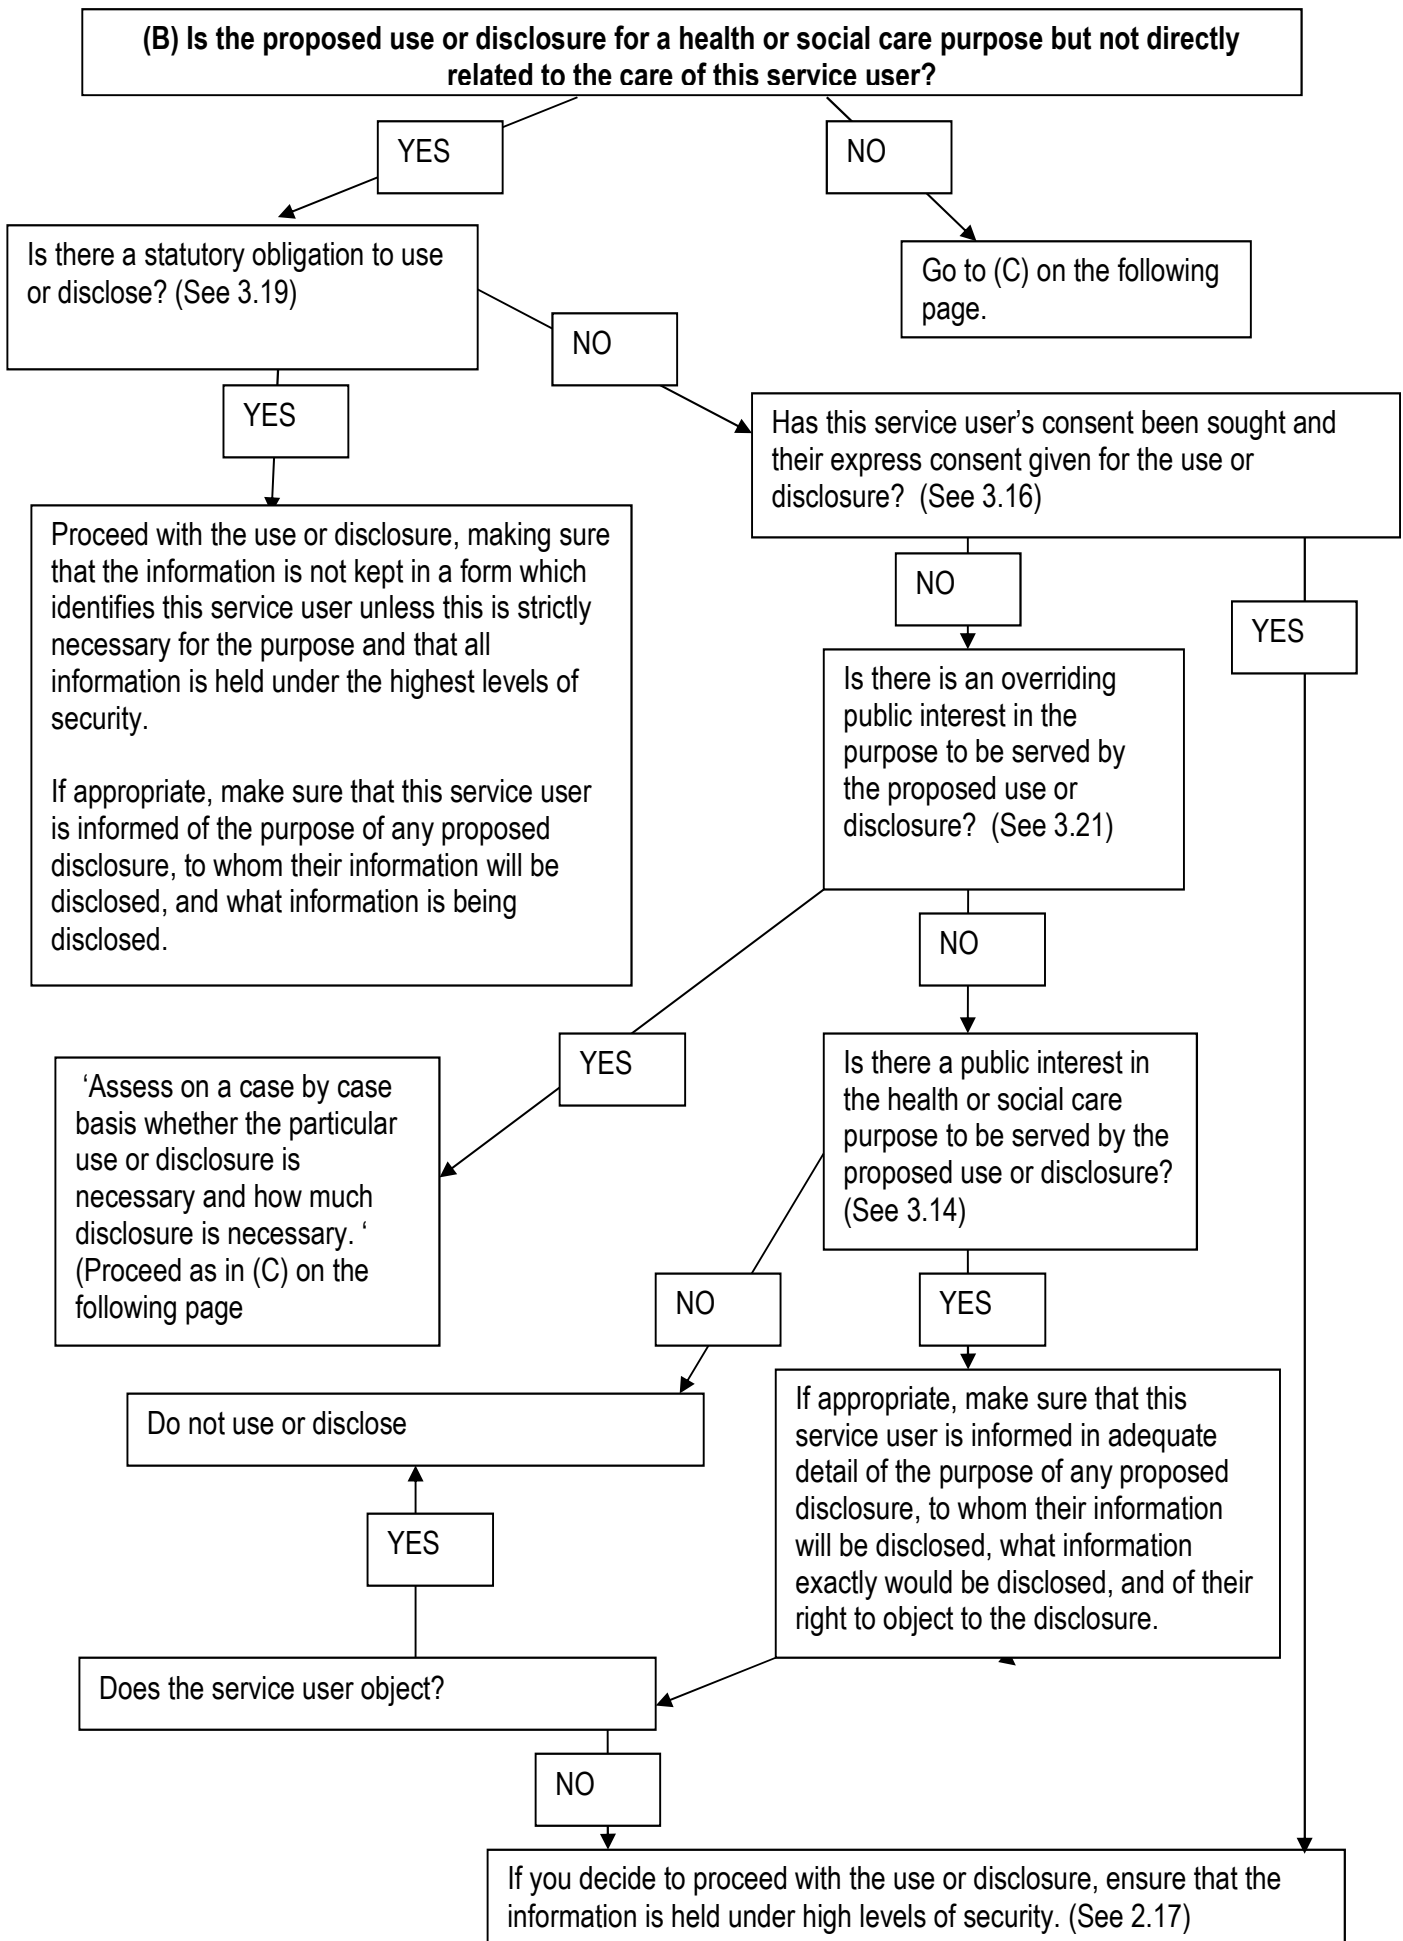 (B) Is the proposed use or disclosure for a health or social care purpose but not directly
related to the care of this service user?
YES
NO
Is there a statutory obligation to use
or disclose? (See 3.19)
Go to (C) on the following
page.
NO
YES
Has this service user’s consent been sought and
their express consent given for the use or
disclosure?  (See 3.16)
Proceed with the use or disclosure, making sure
that the information is not kept in a form which
identifies this service user unless this is strictly
necessary for the purpose and that all
information is held under the highest levels of
security.
If appropriate, make sure that this service user
is informed of the purpose of any proposed
disclosure, to whom their information will be
disclosed, and what information is being
disclosed.
NO
YES
Is there is an overriding
public interest in the
purpose to be served by
the proposed use or
disclosure?  (See 3.21)
NO
YES
‘Assess on a case by case
basis whether the particular
use or disclosure is
necessary and how much
disclosure is necessary. ‘
(Proceed as in (C) on the
following page
Is there a public interest in
the health or social care
purpose to be served by the
proposed use or disclosure?
(See 3.14)
NO
YES
Do not use or disclose
If appropriate, make sure that this
service user is informed in adequate
detail of the purpose of any proposed
disclosure, to whom their information
will be disclosed, what information
exactly would be disclosed, and of their
right to object to the disclosure.
YES
Does the service user object?
NO
If you decide to proceed with the use or disclosure, ensure that the
information is held under high levels of security. (See 2.17)